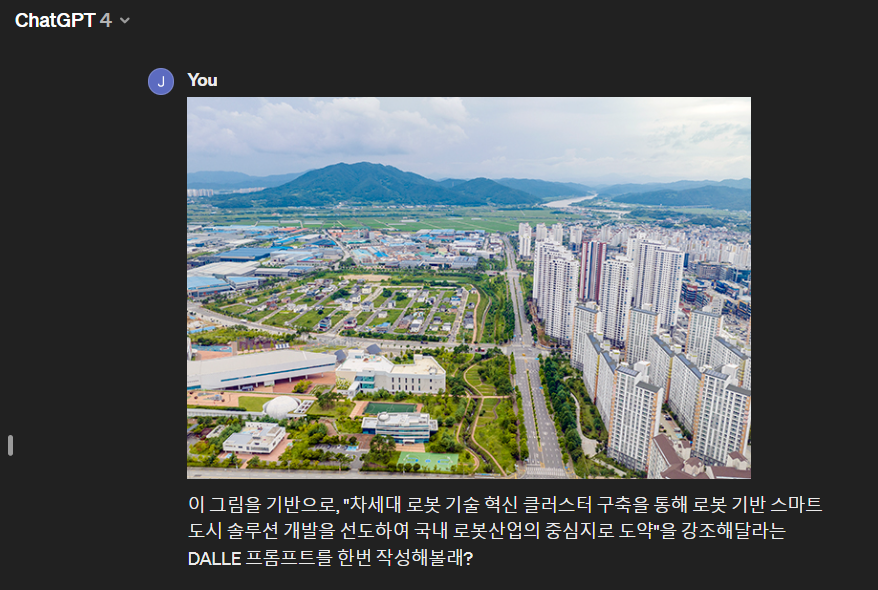 ChatGPT 4
J
You
이 그림을 기반으로, "차세대 로봇 기술 혁신 클러스터 구축을 통해 로봇 기반 스마트
도시 솔루션 개발을 선도하여 국내 로봇산업의 중심지로 도약"을 강조해달라는
DALLE 프롬프트를 한번 작성해볼래?